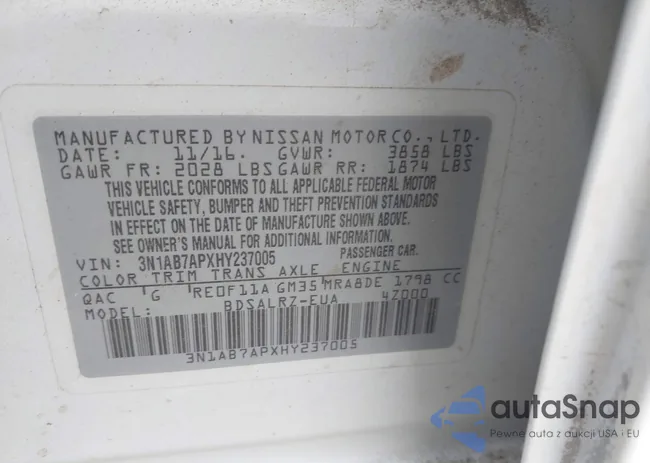 MANUFACTURED BY NISSAN MOTOR CO., LTD.
DATE: 11/16. GVWR: 3858 LBS
GAWR FR: 2028 LBS GAWR RR: 1874 LBS
THIS VEHICLE CONFORMS TO ALL APPLICABLE FEDERAL MOTOR
VEHICLE SAFETY, BUMPER AND THEFT PREVENTION STANDARDS
IN EFFECT ON THE DATE OF MANUFACTURE SHOWN ABOVE.
SEE OWNER'S MANUAL FOR ADDITIONAL INFORMATION.
VIN: 3N1AB7APXHY237005 PASSENGER CAR.
COLOR TRIM TRANS AXLE ENGINE
QAC G RE0F11A GM35 MRA8DE 1798 CC
MODEL: BDSALRZ-EUA 4Z000
3N1AB7APXHY237005
autaSnap
Pewne auta z aukcji USA i EU